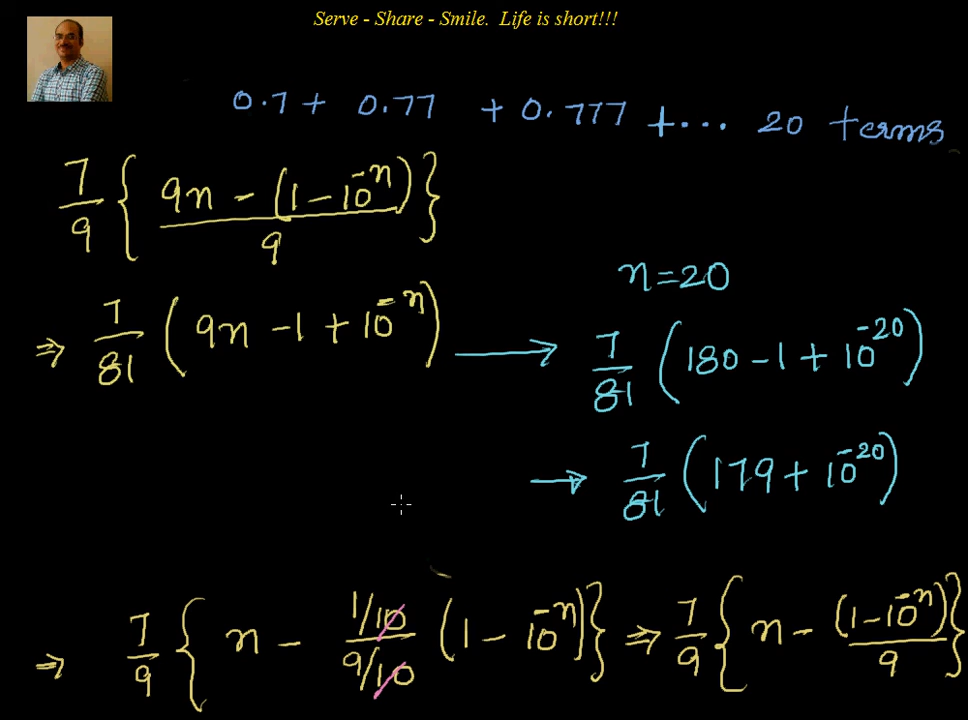 Serve - Share - Smile. Life is short!!!
0.7 + 0.77 + 0.777 + ... 20 terms
7/9 { (9n - (1 - 10^-n)) / 9 }
n = 20
⇒ 7/81 (9n - 1 + 10^-n) → 7/81 (180 - 1 + 10^-20)
→ 7/81 (179 + 10^-20)
⇒ 7/9 { n - (1/10)/(9/10) (1 - 10^-n) } ⇒ 7/9 { n - (1 - 10^-n)/9 }